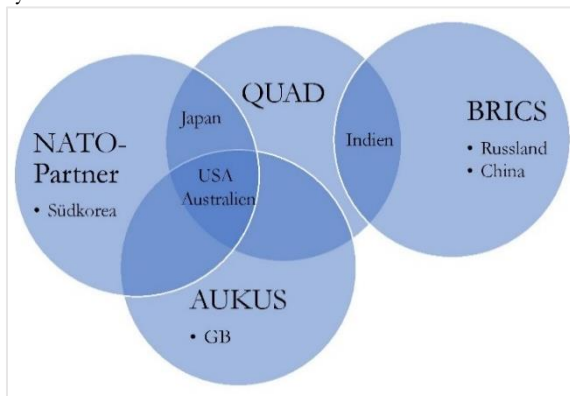 QUAD
BRICS
• Russland
• China
NATO-
Partner
• Südkorea
Japan
Indien
USA
Australien
AUKUS
• GB